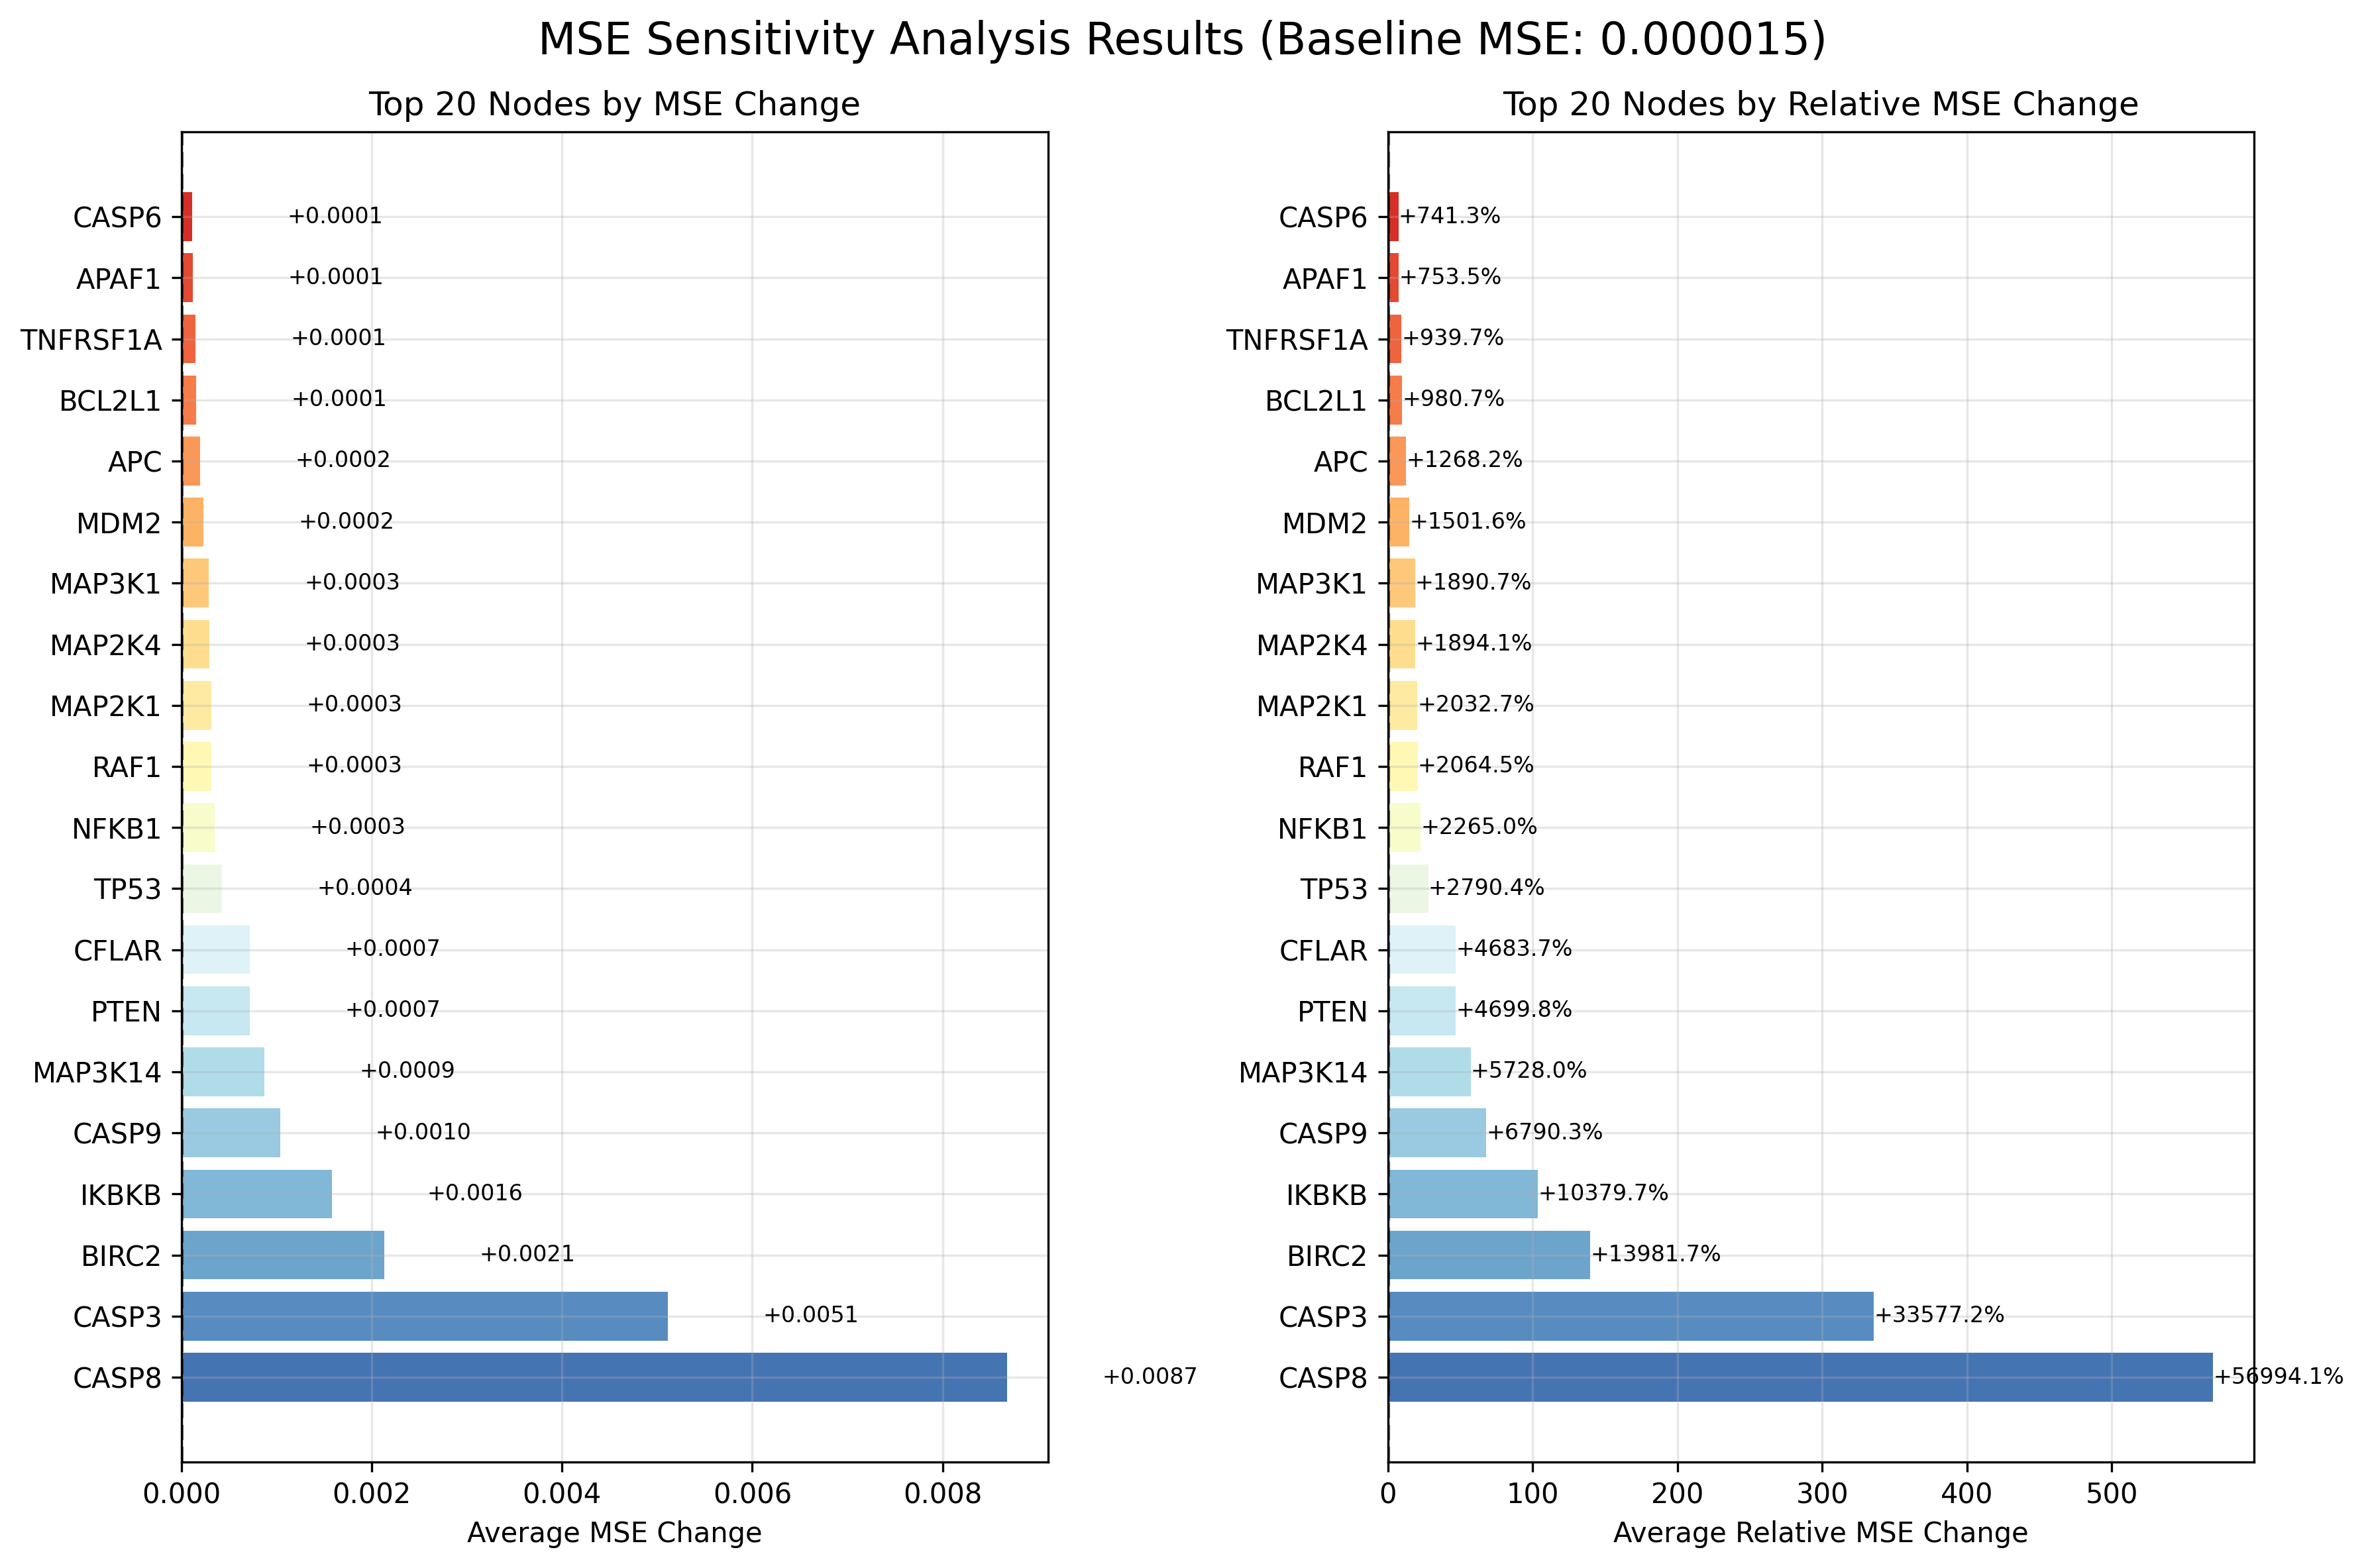 MSE Sensitivity Analysis Results (Baseline MSE: 0.000015)
Top 20 Nodes by MSE Change
CASP6 +0.0001
APAF1 +0.0001
TNFRSF1A +0.0001
BCL2L1 +0.0001
APC +0.0002
MDM2 +0.0002
MAP3K1 +0.0003
MAP2K4 +0.0003
MAP2K1 +0.0003
RAF1 +0.0003
NFKB1 +0.0003
TP53 +0.0004
CFLAR +0.0007
PTEN +0.0007
MAP3K14 +0.0009
CASP9 +0.0010
IKBKB +0.0016
BIRC2 +0.0021
CASP3 +0.0051
CASP8 +0.0087
0.000 0.002 0.004 0.006 0.008
Average MSE Change
Top 20 Nodes by Relative MSE Change
CASP6 +741.3%
APAF1 +753.5%
TNFRSF1A +939.7%
BCL2L1 +980.7%
APC +1268.2%
MDM2 +1501.6%
MAP3K1 +1890.7%
MAP2K4 +1894.1%
MAP2K1 +2032.7%
RAF1 +2064.5%
NFKB1 +2265.0%
TP53 +2790.4%
CFLAR +4683.7%
PTEN +4699.8%
MAP3K14 +5728.0%
CASP9 +6790.3%
IKBKB +10379.7%
BIRC2 +13981.7%
CASP3 +33577.2%
CASP8 +56994.1%
0 100 200 300 400 500
Average Relative MSE Change